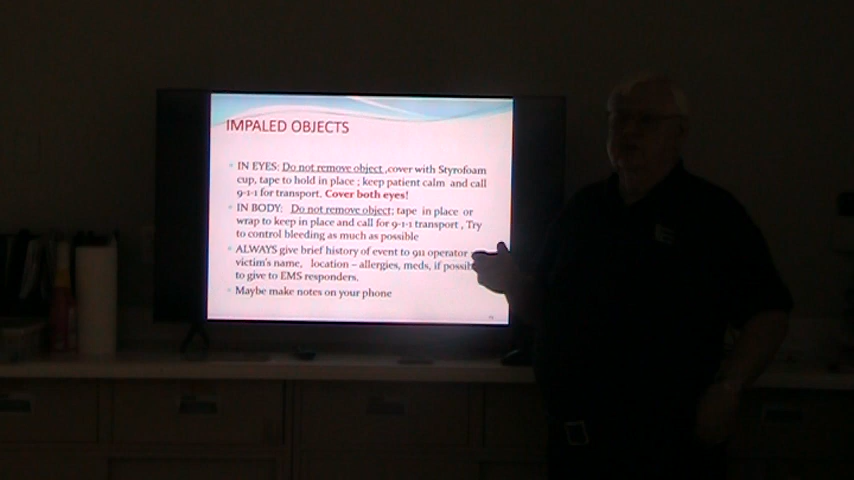 IMPALED OBJECTS
IN EYES: Do not remove object ,cover with Styrofoam
cup, tape to hold in place ; keep patient calm and call
9-1-1 for transport. Cover both eyes!
IN BODY: Do not remove object; tape in place or
wrap to keep in place and call for 9-1-1 transport , Try
to control bleeding as much as possible
ALWAYS give brief history of event to 911 operator
victim's name, location – allergies, meds, if possib
to give to EMS responders.
Maybe make notes on your phone